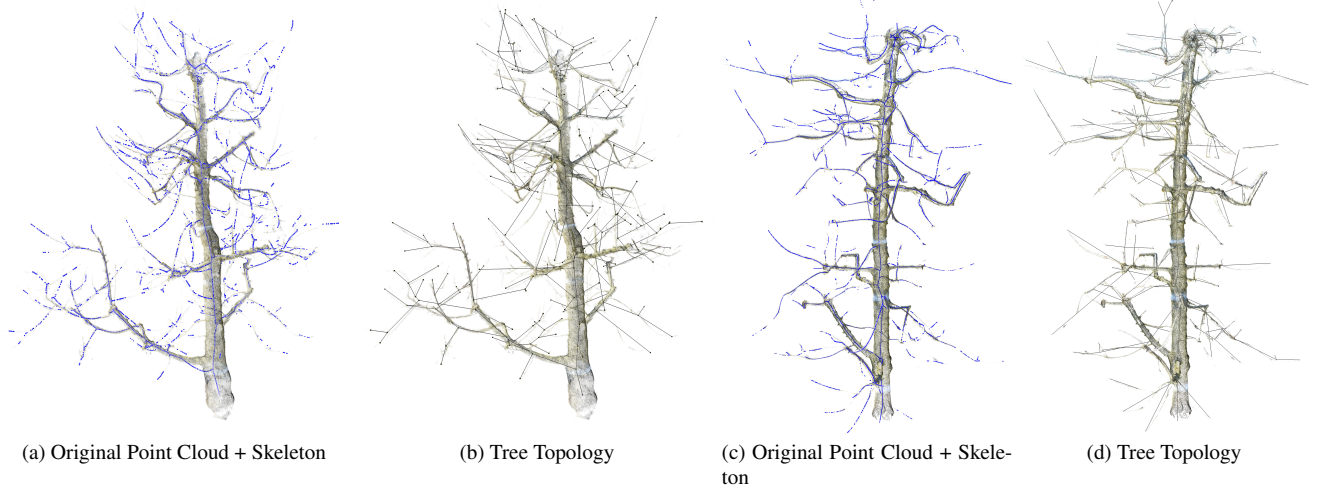 (a) Original Point Cloud + Skeleton
(b) Tree Topology
(c) Original Point Cloud + Skele-
ton
(d) Tree Topology